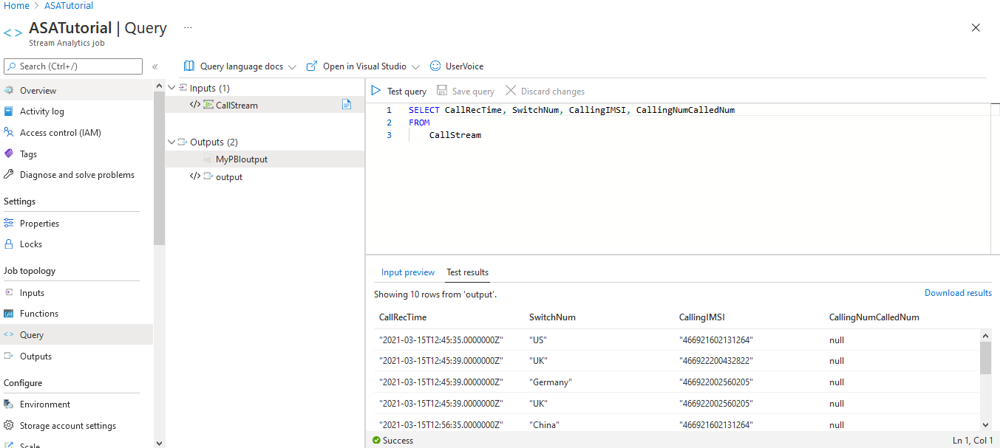 Home > ASATutorial
ASATutorial | Query ...
Stream Analytics job
Search (Ctrl+/) «
Overview
Activity log
Access control (IAM)
Tags
Diagnose and solve problems
Settings
Properties
Locks
Job topology
Inputs
Functions
Query
Outputs
Configure
Environment
Storage account settings
Scale
Query language docs Open in Visual Studio UserVoice
Inputs (1)
</> CallStream
Outputs (2)
MyPBIoutput
</> output
Test query Save query Discard changes
1 SELECT CallRecTime, SwitchNum, CallingIMSI, CallingNumCalledNum
2 FROM
3 CallStream
Input preview Test results
Showing 10 rows from 'output'. Download results
CallRecTime SwitchNum CallingIMSI CallingNumCalledNum
"2021-03-15T12:45:35.0000000Z" "US" "466921602131264" null
"2021-03-15T12:45:39.0000000Z" "UK" "466922200432822" null
"2021-03-15T12:45:39.0000000Z" "Germany" "466922002560205" null
"2021-03-15T12:45:39.0000000Z" "UK" "466922002560205" null
"2021-03-15T12:56:35.0000000Z" "China" "466921602131264" null
Success Ln 1, Col 1